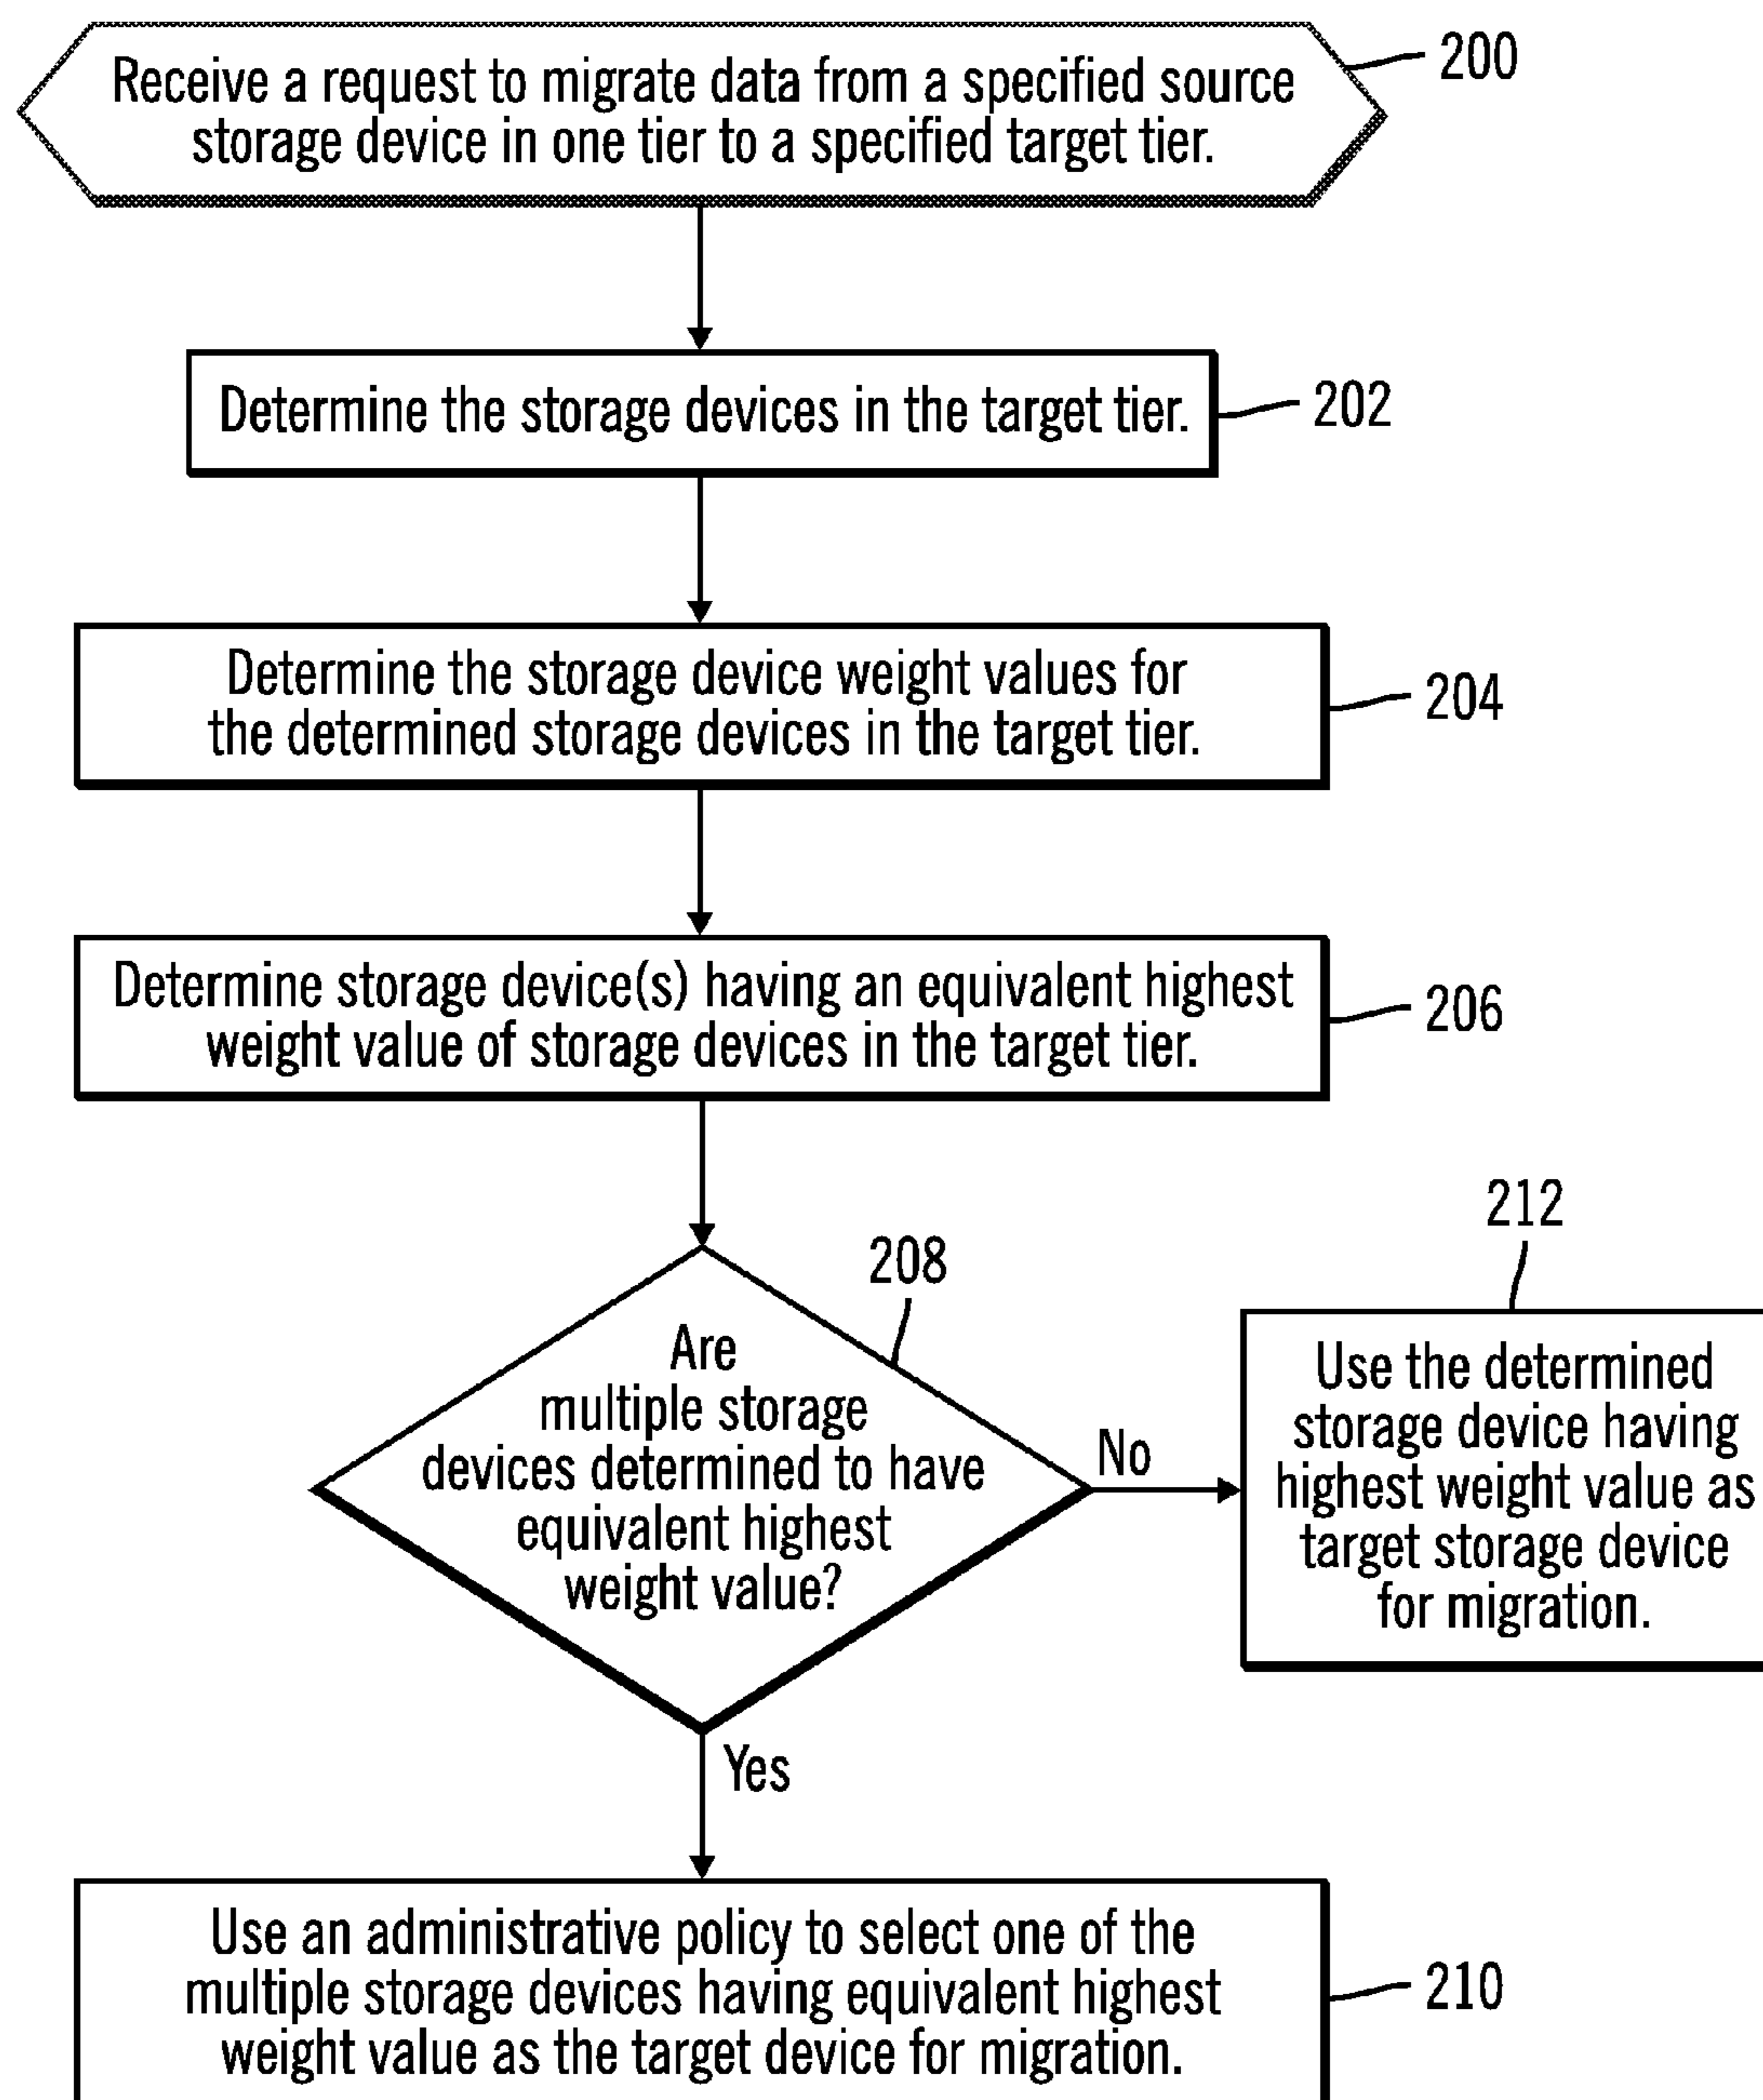 Receive a request to migrate data from a specified source
storage device in one tier to a specified target tier.
200
Determine the storage devices in the target tier.
202
Determine the storage device weight values for
the determined storage devices in the target tier.
204
Determine storage device(s) having an equivalent highest
weight value of storage devices in the target tier.
206
208
Are
multiple storage
devices determined to have
equivalent highest
weight value?
No
212
Use the determined
storage device having
highest weight value as
target storage device
for migration.
Yes
Use an administrative policy to select one of the
multiple storage devices having equivalent highest
weight value as the target device for migration.
210